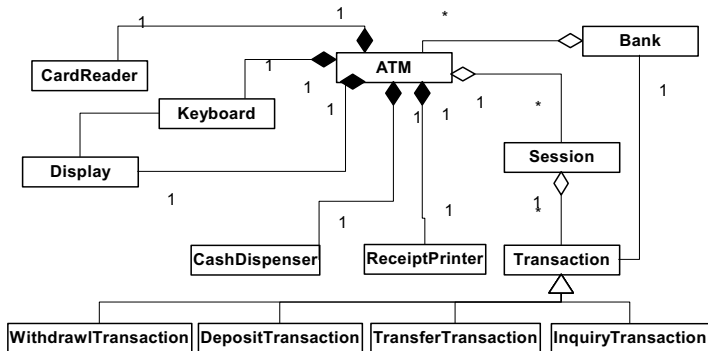 1 *
1 Bank
ATM
CardReader 1
1 1
1 1 1
Keyboard 1 1 *
Session
Display
1 1
1 1 *
CashDispenser ReceiptPrinter Transaction
WithdrawlTransaction DepositTransaction TransferTransaction InquiryTransaction